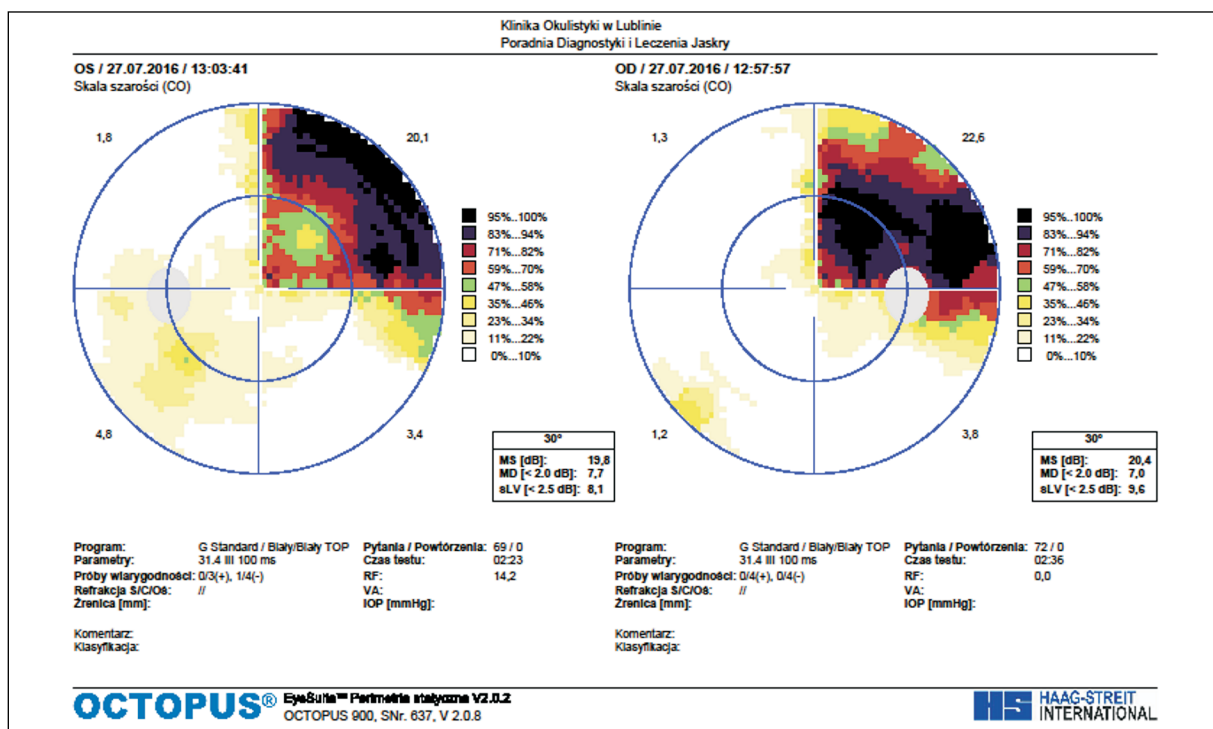 Klinika Okulistyki w Lublinie
Poradnia Diagnostyki i Leczenia Jaskry
OS / 27.07.2016 / 13:03:41
Skala szarości (CO)
1,8
20,1
4,8
3,4
95%..100%
83%..94%
71%..82%
59%..70%
47%..58%
35%..46%
23%..34%
11%..22%
0%..10%
30°
MS [dB]: 19,8
MD [< 2.0 dB]: 7,7
sLV [< 2.5 dB]: 8,1
Program: G Standard / Biały/Biały TOP
Parametry: 31.4 III 100 ms
Próby wiarygodności: 0/3(+), 1/4(-)
Refrakcja S/C/Oś: //
Źrenica [mm]:
Pytania / Powtórzenia: 69 / 0
Czas testu: 02:23
RF: 14,2
VA:
IOP [mmHg]:
Komentarz:
Klasyfikacja:
OD / 27.07.2016 / 12:57:57
Skala szarości (CO)
1,3
22,6
1,2
3,8
95%..100%
83%..94%
71%..82%
59%..70%
47%..58%
35%..46%
23%..34%
11%..22%
0%..10%
30°
MS [dB]: 20,4
MD [< 2.0 dB]: 7,0
sLV [< 2.5 dB]: 9,6
Program: G Standard / Biały/Biały TOP
Parametry: 31.4 III 100 ms
Próby wiarygodności: 0/4(+), 0/4(-)
Refrakcja S/C/Oś: //
Źrenica [mm]:
Pytania / Powtórzenia: 72 / 0
Czas testu: 02:36
RF: 0,0
VA:
IOP [mmHg]:
Komentarz:
Klasyfikacja:
OCTOPUS® EyeSuite™ Perimetria statyczna V2.0.2
OCTOPUS 900, SNr. 637, V 2.0.8
HS HAAG-STREIT
INTERNATIONAL